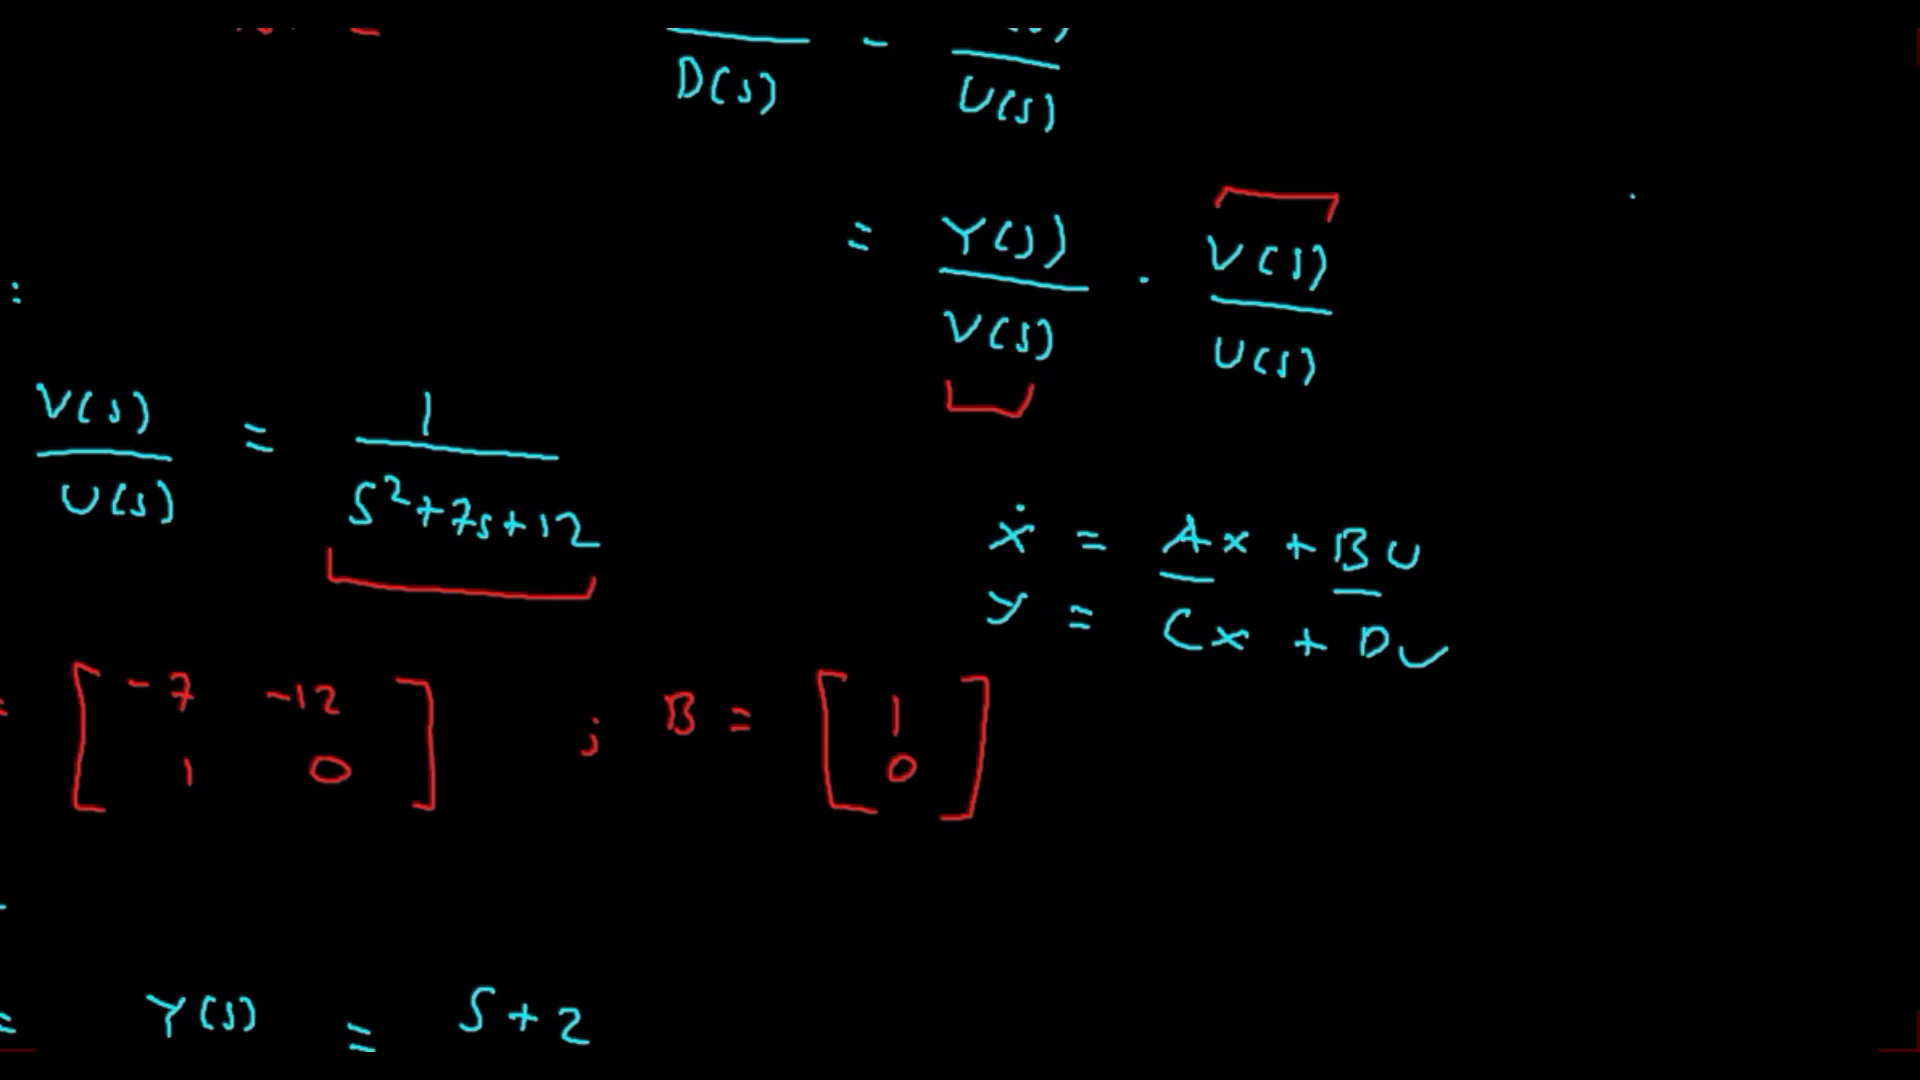 D(s) = U(s)
= Y(s) / V(s) · V(s) / U(s)
:
V(s) / U(s) = 1 / s² + 7s + 12
ẋ = Ax + BU
y = Cx + DU
= [ -7 -12 ; B = [ 1
1 0 ] 0 ]
= Y(s) = S + 2